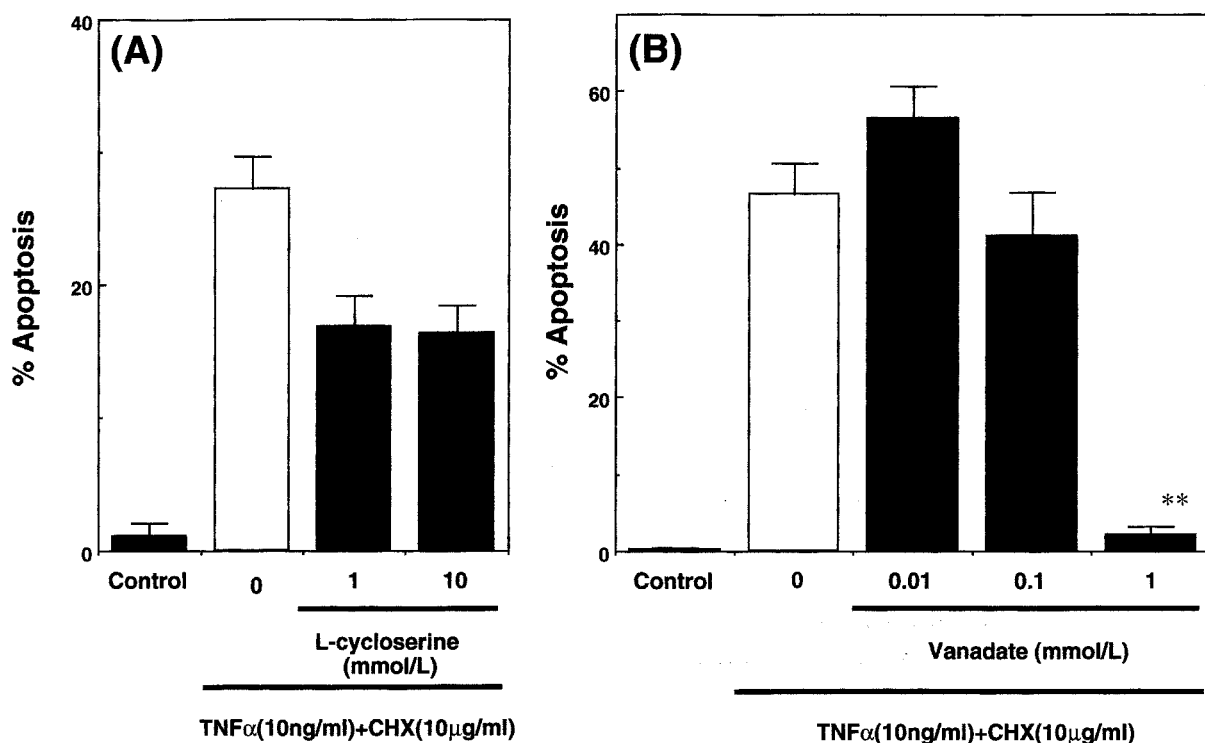 (A)
% Apoptosis
40
20
0
Control 0 1 10
L-cycloserine
(mmol/L)
TNFα(10ng/ml)+CHX(10μg/ml)
(B)
% Apoptosis
60
40
20
0
**
Control 0 0.01 0.1 1
Vanadate (mmol/L)
TNFα(10ng/ml)+CHX(10μg/ml)